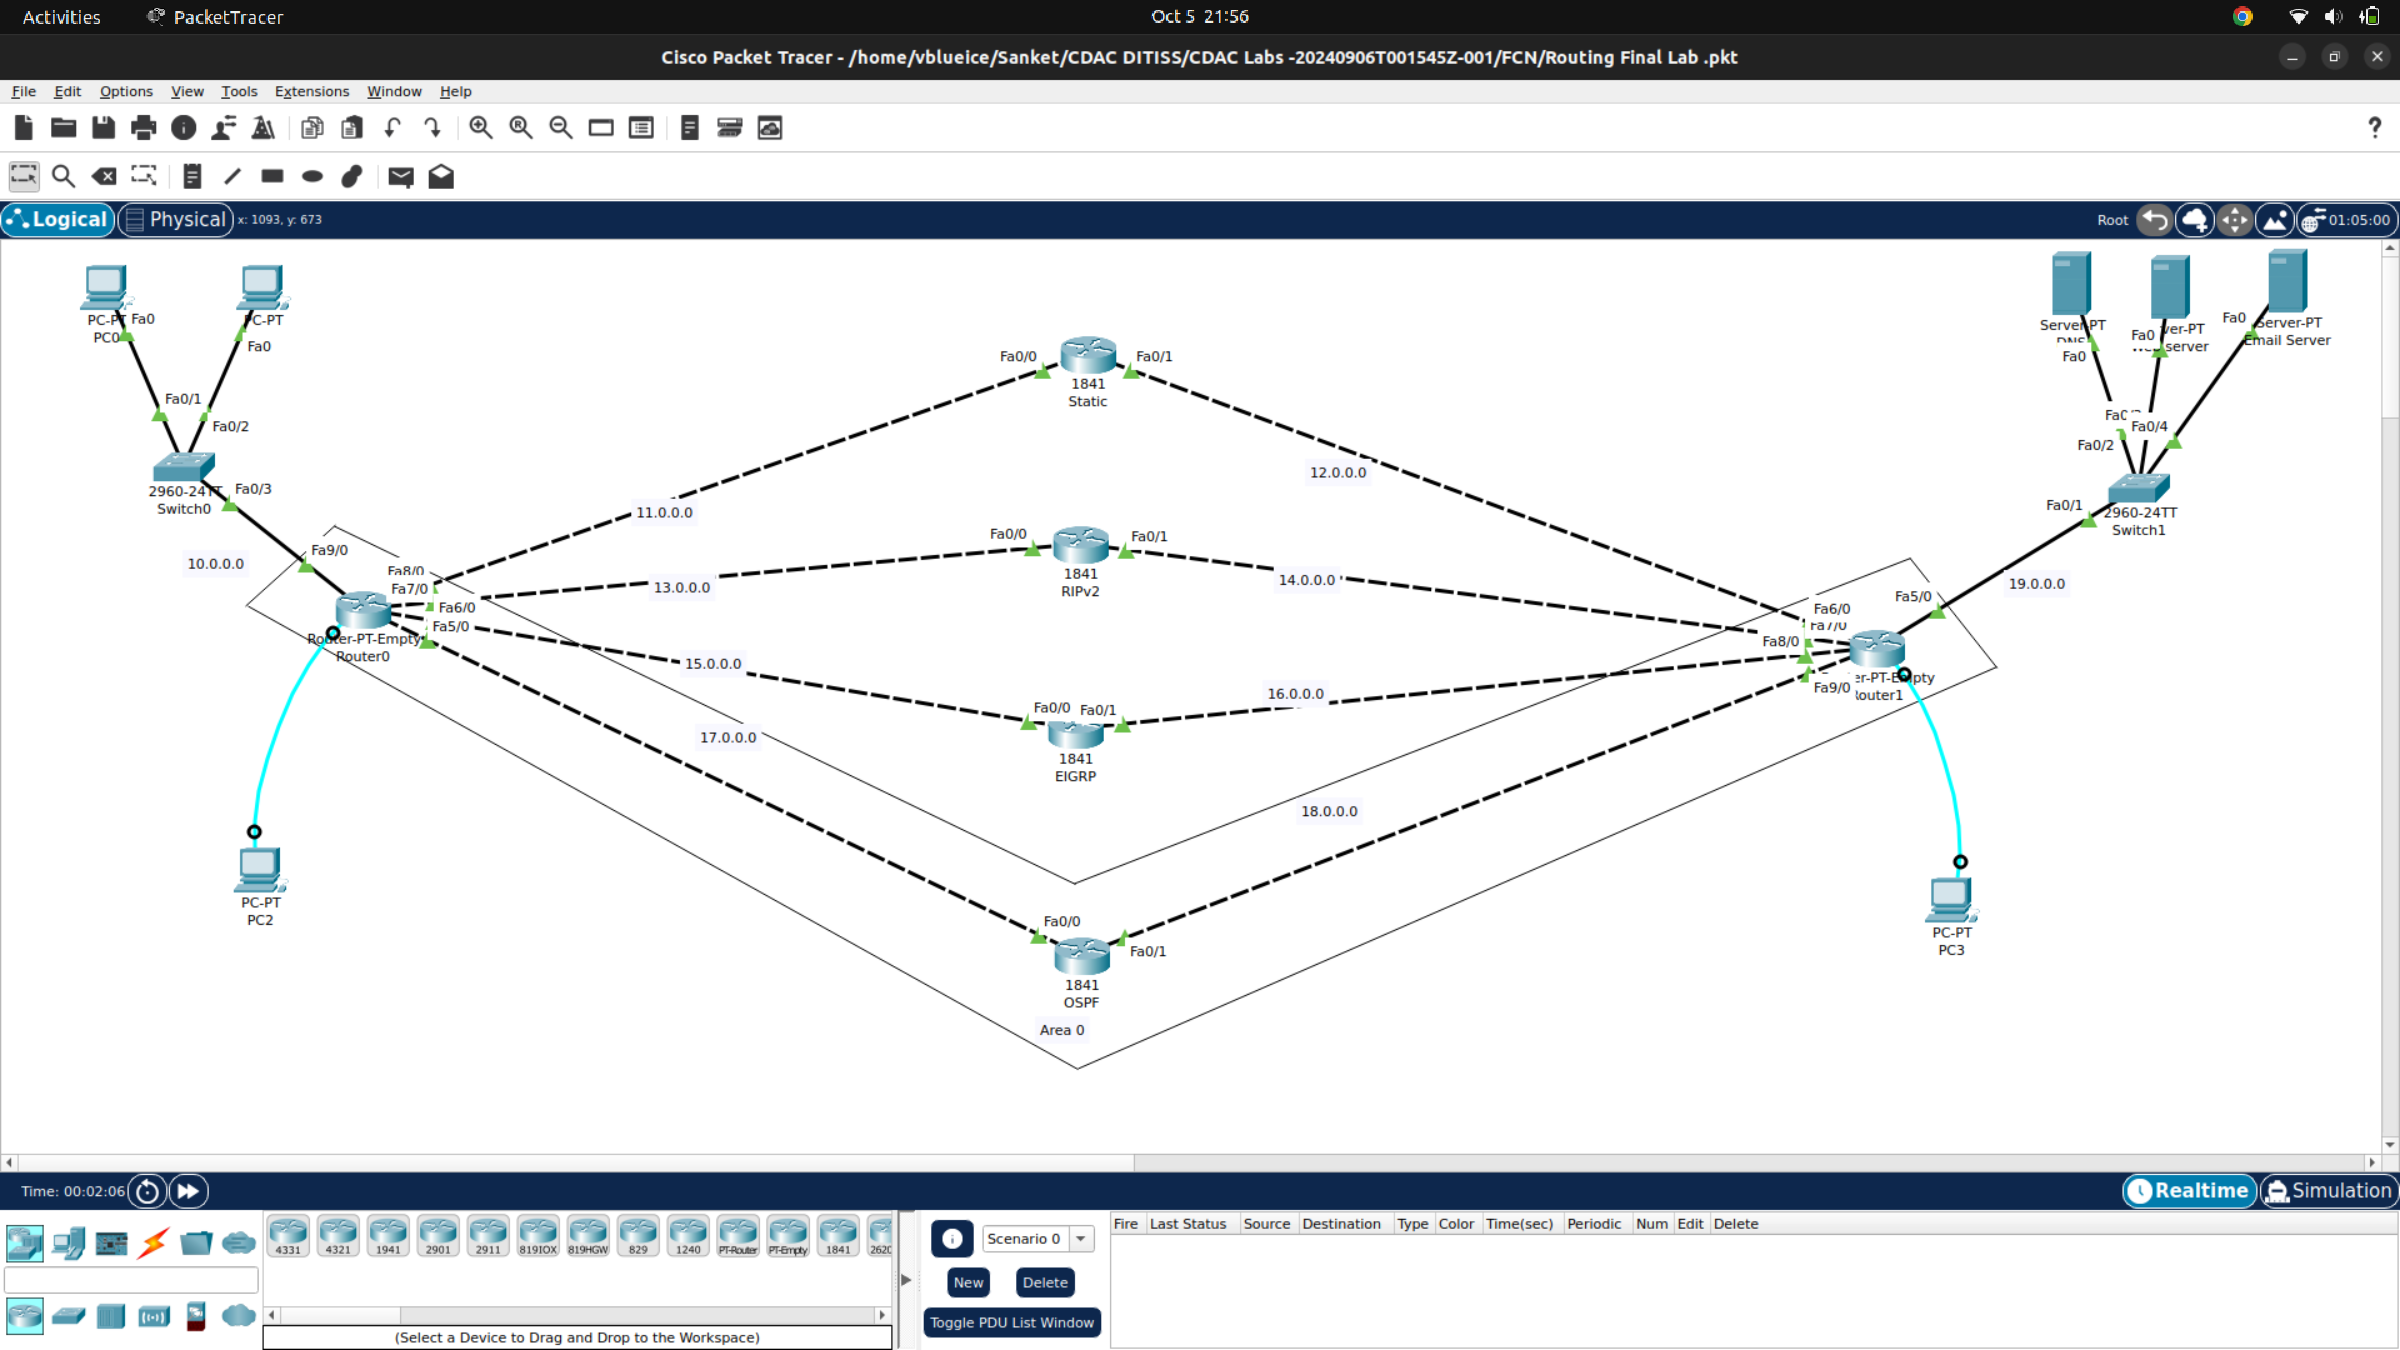 Activities
PacketTracer
Oct 5 21:56
Cisco Packet Tracer - /home/vblueice/Sanket/CDAC DITISS/CDAC Labs -20240906T001545Z-001/FCN/Routing Final Lab .pkt
File Edit Options View Tools Extensions Window Help
?
Logical
Physical
x: 1093, y: 673
Root
01:05:00
PC-PT
PC0
Fa0
PC-PT
Fa0
Fa0/1
Fa0/2
2960-24TT
Switch0
Fa0/3
10.0.0.0
Fa9/0
Fa8/0
Fa7/0
Fa6/0
Fa5/0
Router-PT-Empty
Router0
PC-PT
PC2
11.0.0.0
13.0.0.0
15.0.0.0
17.0.0.0
Fa0/0
Fa0/1
1841
Static
Fa0/0
Fa0/1
1841
RIPv2
Fa0/0
Fa0/1
1841
EIGRP
Fa0/0
Fa0/1
1841
OSPF
Area 0
12.0.0.0
14.0.0.0
16.0.0.0
18.0.0.0
Server-PT
DNS
Fa0
Fa0
ver-PT
server
Fa0
Server-PT
Email Server
Fa0/4
Fa0/2
Fa0/1
2960-24TT
Switch1
19.0.0.0
Fa5/0
Fa6/0
Fa7/0
Fa8/0
Fa9/0
er-PT-Empty
Router1
PC-PT
PC3
Time: 00:02:06
Realtime
Simulation
4331
4321
1941
2901
2911
819IOX
819HGW
829
1240
PT-Router
PT-Empty
1841
(Select a Device to Drag and Drop to the Workspace)
Scenario 0
New
Delete
Toggle PDU List Window
Fire Last Status Source Destination Type Color Time(sec) Periodic Num Edit Delete